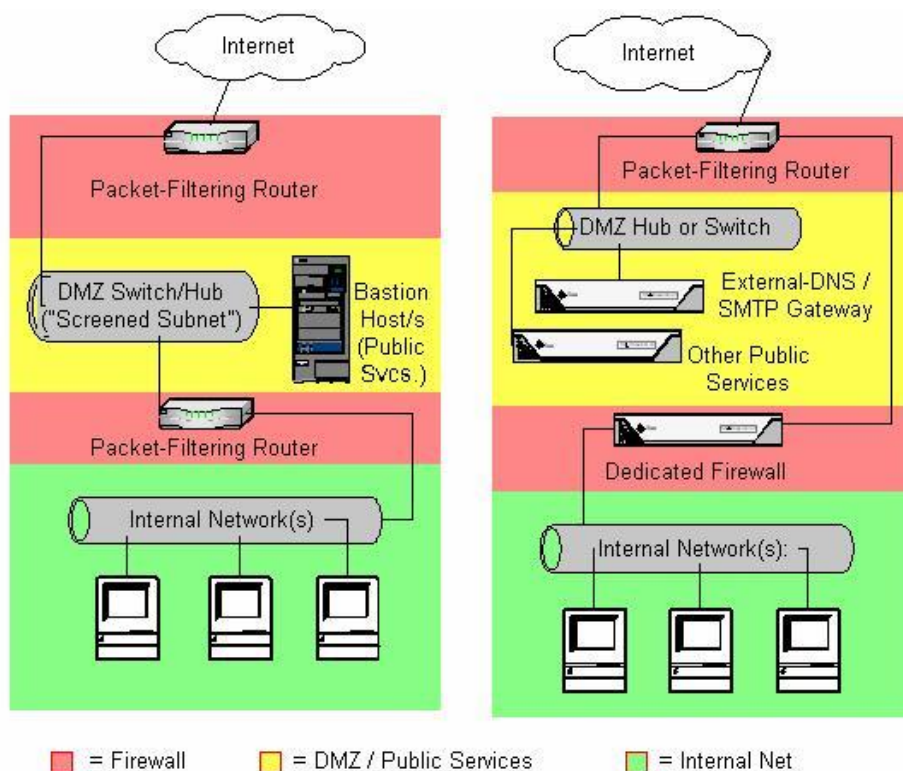 Internet
Packet-Filtering Router
DMZ Switch/Hub
("Screened Subnet")
Bastion
Host/s
(Public
Svcs.)
Packet-Filtering Router
Internal Network(s)
Internet
Packet-Filtering Router
DMZ Hub or Switch
External-DNS /
SMTP Gateway
Other Public
Services
Dedicated Firewall
Internal Network(s):
= Firewall
= DMZ / Public Services
= Internal Net